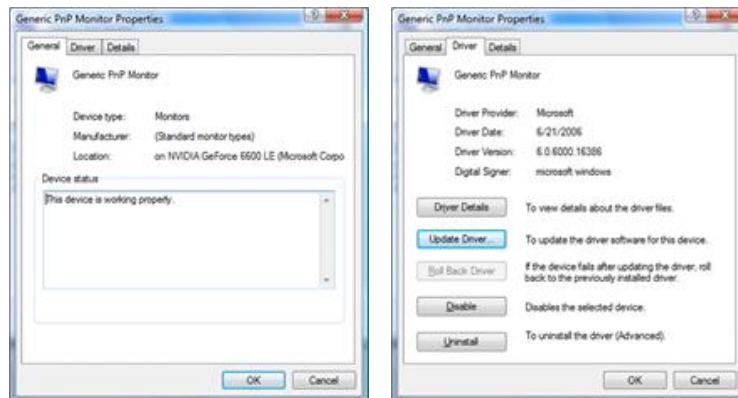 Generic PnP Monitor Properties
General Driver Details
Generic PnP Monitor
Device type: Monitors
Manufacturer: (Standard monitor types)
Location: on NVIDIA GeForce 6600 LE (Microsoft Corpo
Device status
This device is working properly.
OK Cancel
Generic PnP Monitor Properties
General Driver Details
Generic PnP Monitor
Driver Provider: Microsoft
Driver Date: 6/21/2006
Driver Version: 6.0.6000.16386
Digital Signer: microsoft windows
Driver Details To view details about the driver files.
Update Driver... To update the driver software for this device.
Roll Back Driver If the device fails after updating the driver, roll
back to the previously installed driver.
Disable Disables the selected device.
Uninstall To uninstall the driver (Advanced).
OK Cancel